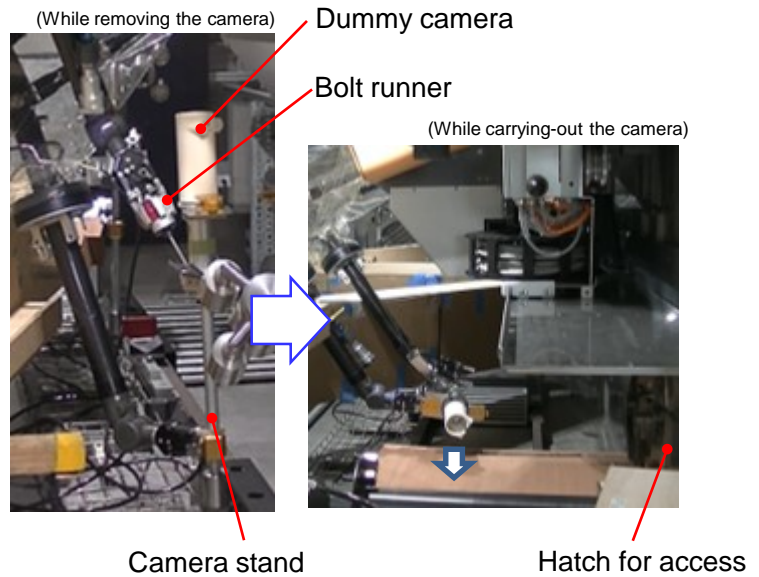 (While removing the camera)
Dummy camera
Bolt runner
(While carrying-out the camera)
Camera stand
Hatch for access